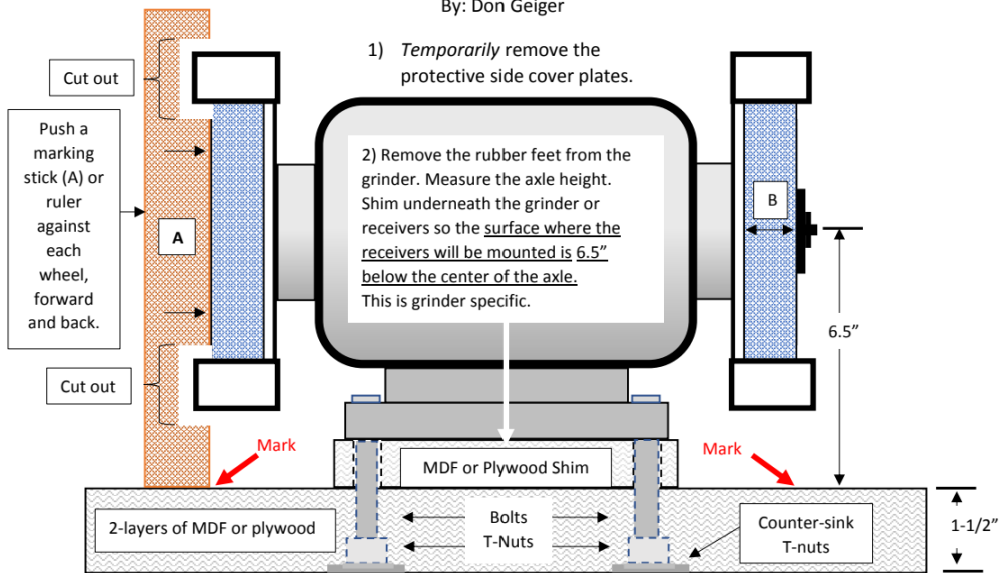 By: Don Geiger
1) Temporarily remove the
protective side cover plates.
Cut out
Push a
marking
stick (A) or
ruler
against
each
wheel,
forward
and back.
A
2) Remove the rubber feet from the
grinder. Measure the axle height.
Shim underneath the grinder or
receivers so the surface where the
receivers will be mounted is 6.5”
below the center of the axle.
This is grinder specific.
B
6.5”
Cut out
Mark
MDF or Plywood Shim
Mark
2-layers of MDF or plywood
Bolts
T-Nuts
Counter-sink
T-nuts
1-1/2”